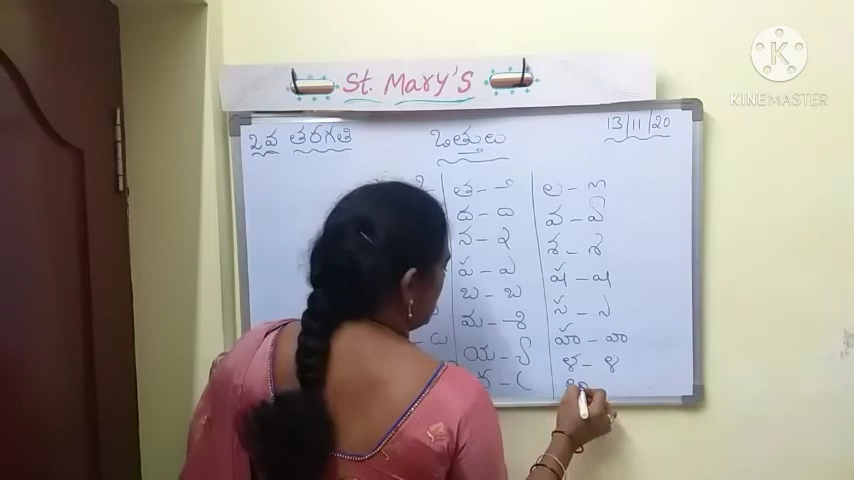 St. Mary's
KINEMASTER
2వ తరగతి
ఒత్తులు
13/11/20
త - ్త
ద - ్ద
న - ్న
ప - ్ప
బ - ్బ
మ - ్మ
య - ్య
ర - ్ర
ల - ్ల
వ - ్వ
శ - ్శ
ష - ్ష
స - ్స
హ - ్హ
ళ - ్ళ